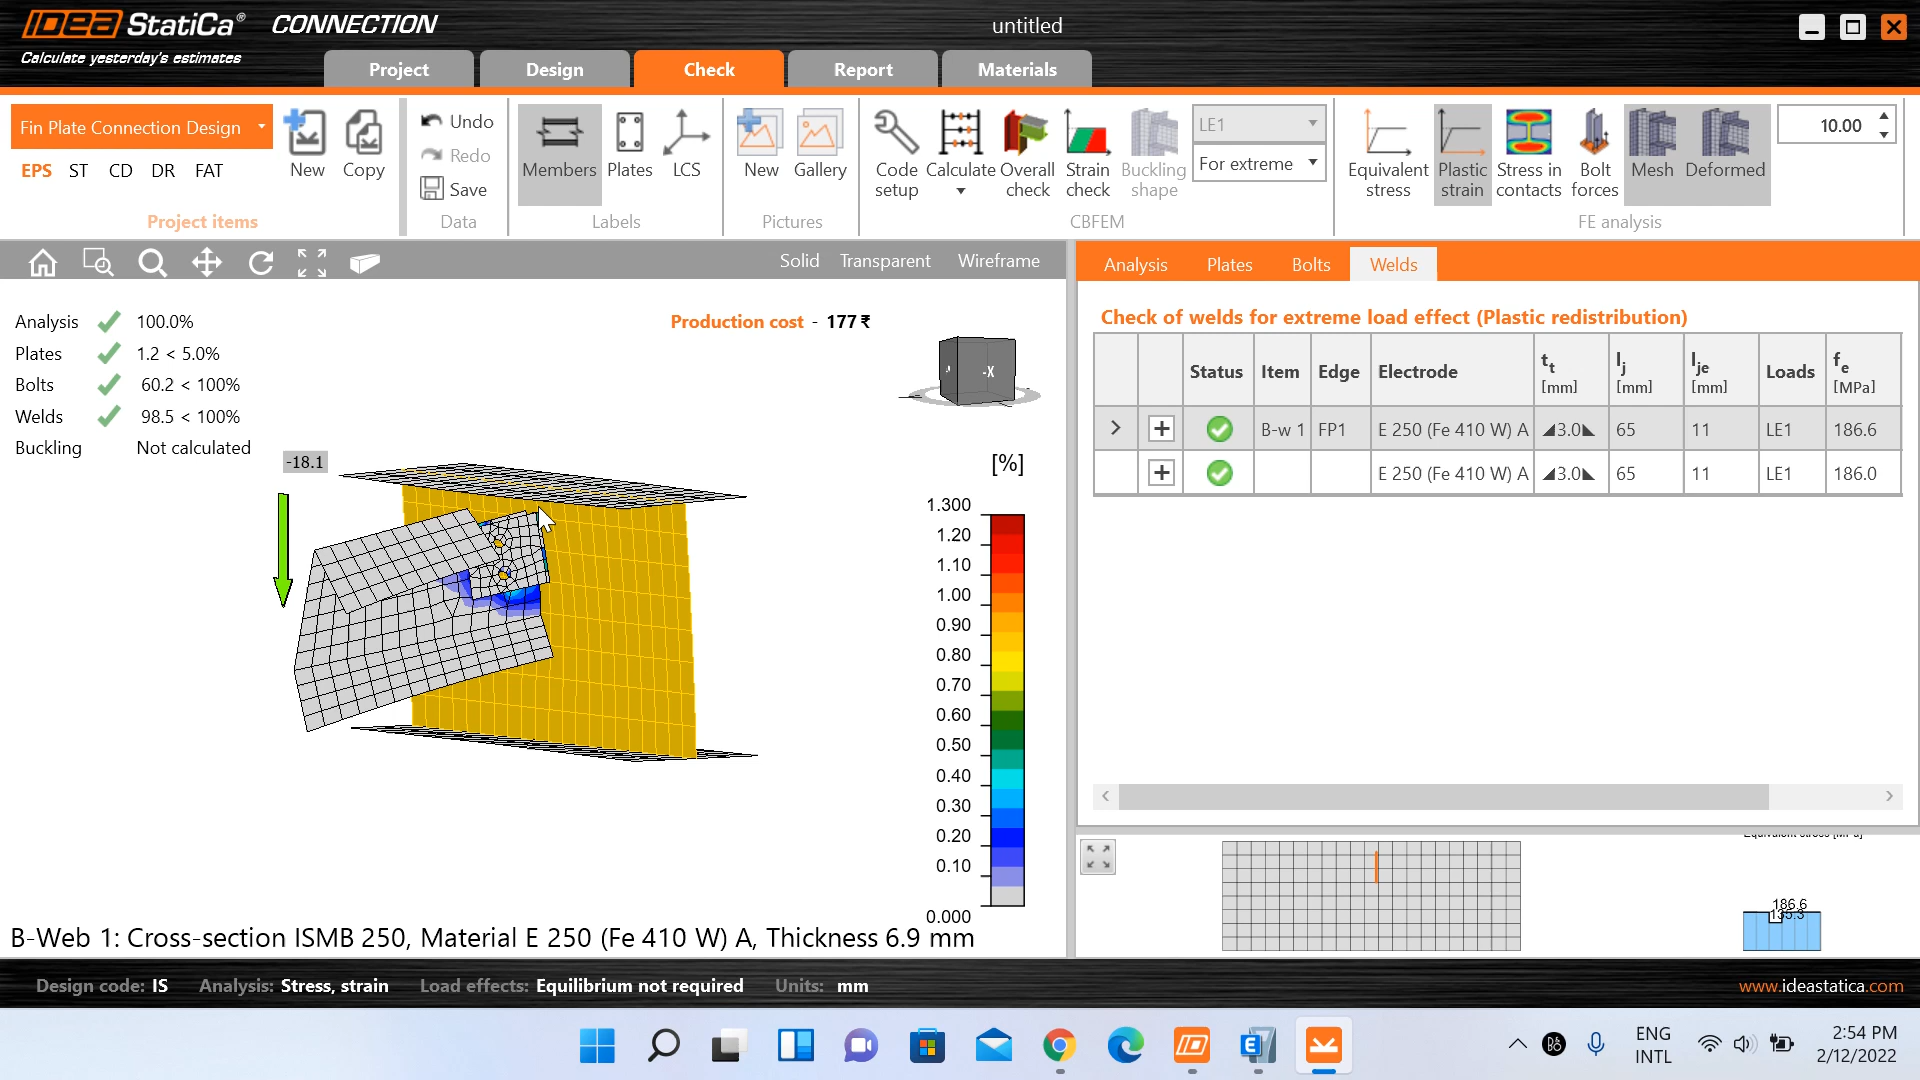 IDEA StatiCa® CONNECTION
untitled
Calculate yesterday's estimates
Project
Design
Check
Report
Materials
Fin Plate Connection Design
EPS ST CD DR FAT
New
Copy
Project items
Undo
Redo
Save
Data
Members
Plates
LCS
Labels
New
Gallery
Pictures
Code setup
Calculate
Overall check
Strain check
Buckling shape
LE1
For extreme
CBFEM
Equivalent stress
Plastic strain
Stress in contacts
Bolt forces
Mesh
Deformed
10.00
FE analysis
Solid Transparent Wireframe
Analysis 100.0%
Plates 1.2 < 5.0%
Bolts 60.2 < 100%
Welds 98.5 < 100%
Buckling Not calculated
Production cost - 177 ₹
-X
-18.1
[%]
1.300
1.20
1.10
1.00
0.90
0.80
0.70
0.60
0.50
0.40
0.30
0.20
0.10
0.000
B-Web 1: Cross-section ISMB 250, Material E 250 (Fe 410 W) A, Thickness 6.9 mm
Analysis Plates Bolts Welds
Check of welds for extreme load effect (Plastic redistribution)
Status Item Edge Electrode tt [mm] lj [mm] lje [mm] Loads fe [MPa]
> + B-w 1 FP1 E 250 (Fe 410 W) A ◢3.0◣ 65 11 LE1 186.6
+ E 250 (Fe 410 W) A ◢3.0◣ 65 11 LE1 186.0
186.6
135.3
Design code: IS Analysis: Stress, strain Load effects: Equilibrium not required Units: mm
www.ideastatica.com
ENG
INTL
2:54 PM
2/12/2022